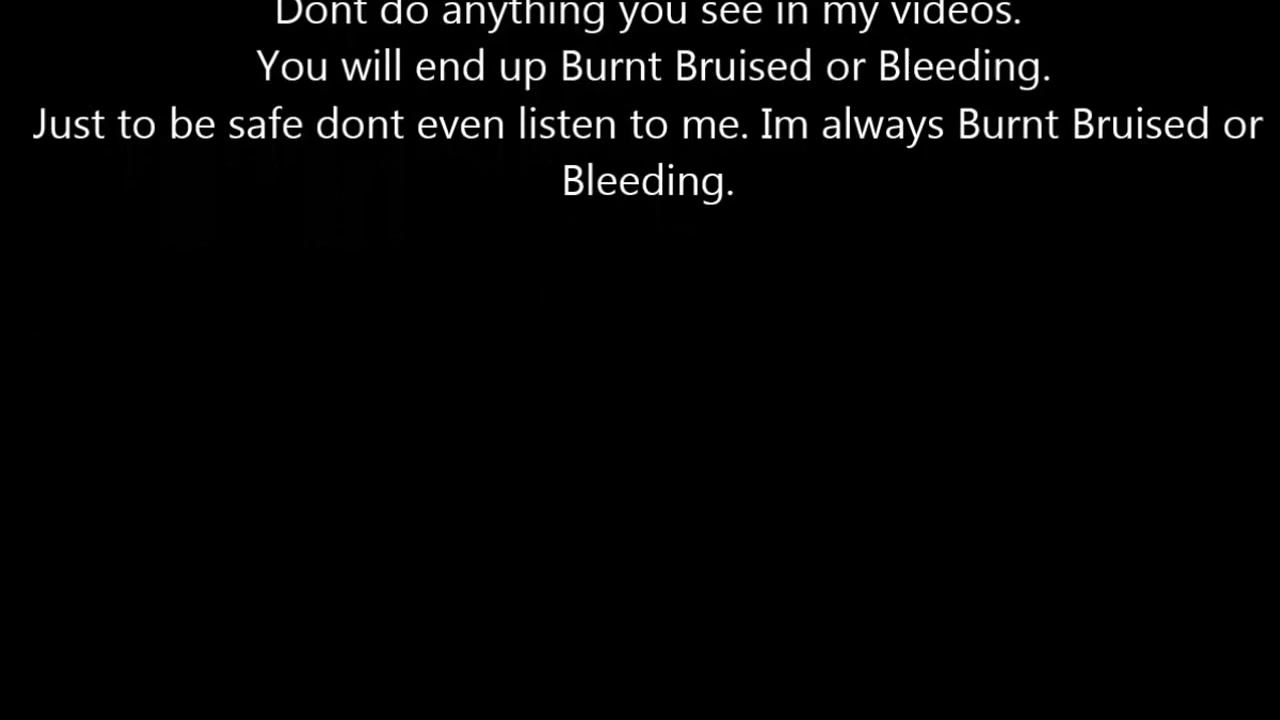 Dont do anything you see in my videos.
You will end up Burnt Bruised or Bleeding.
Just to be safe dont even listen to me. Im always Burnt Bruised or
Bleeding.